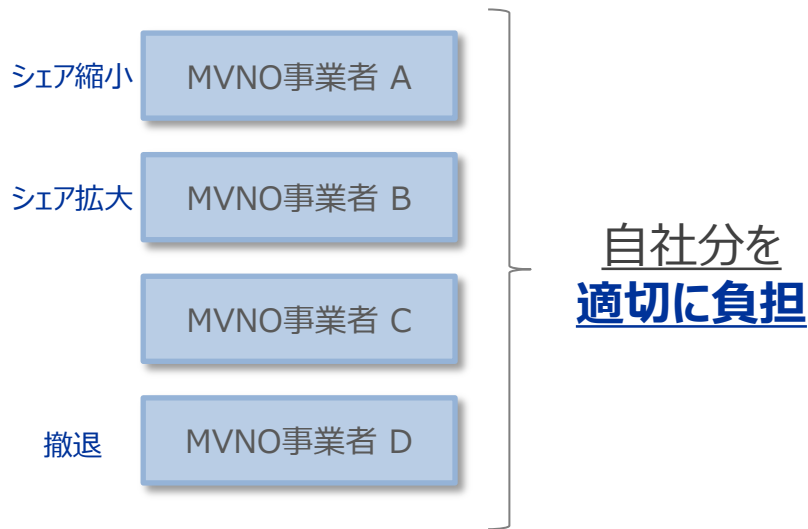 シェア縮小
MVNO事業者 A
シェア拡大
MVNO事業者 B
MVNO事業者 C
撤退
MVNO事業者 D
自社分を
適切に負担